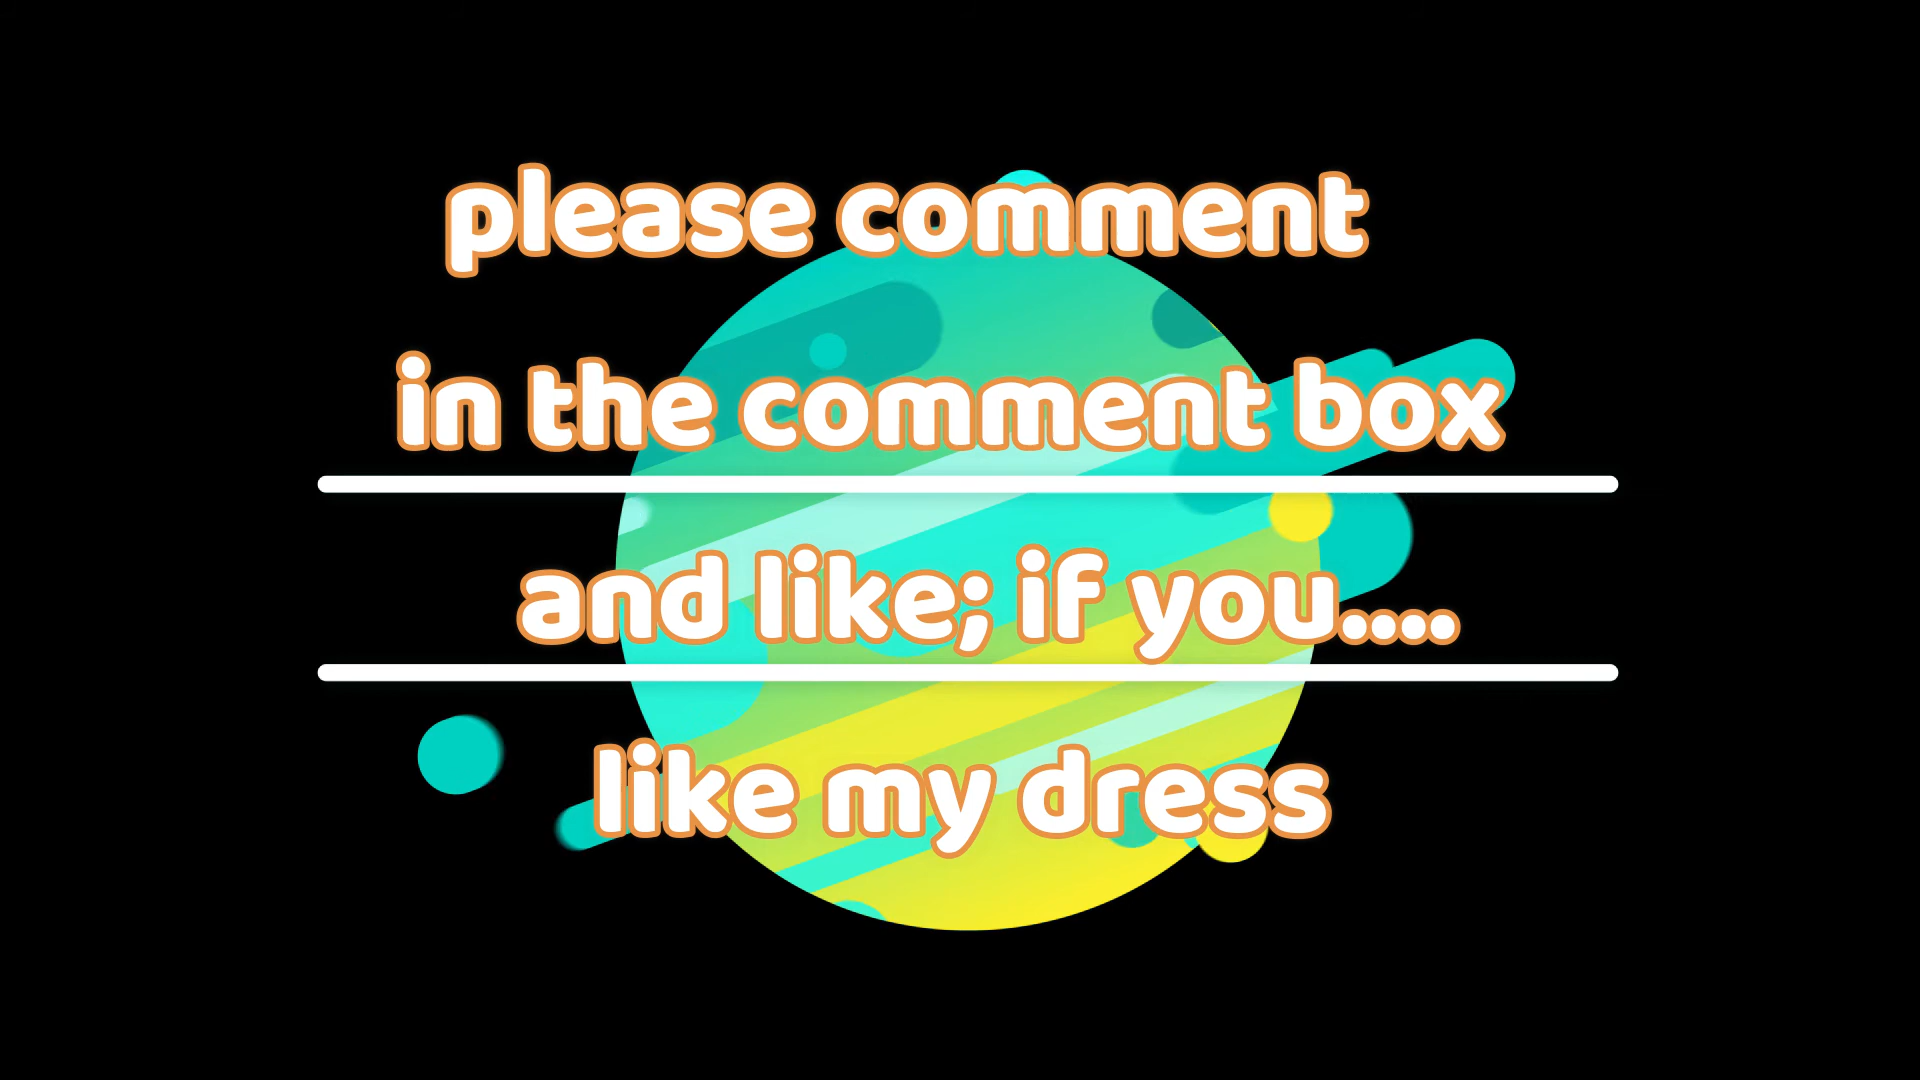 please comment
in the comment box
and like; if you....
like my dress